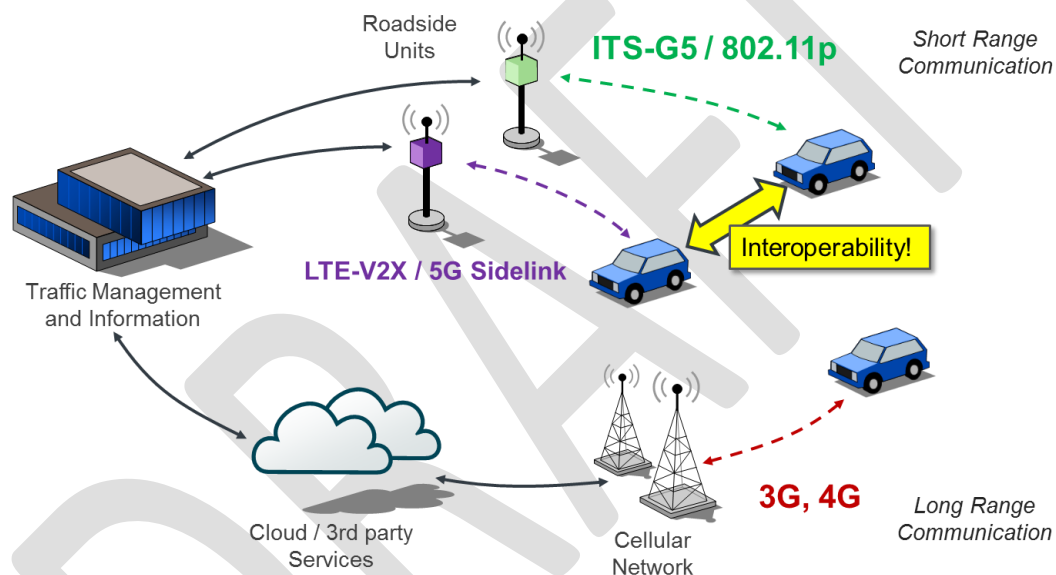 Roadside
Units
ITS-G5 / 802.11p
Short Range
Communication
Interoperability!
LTE-V2X / 5G Sidelink
Traffic Management
and Information
3G, 4G
Cloud / 3rd party
Services
Cellular
Network
Long Range
Communication
DRAFT